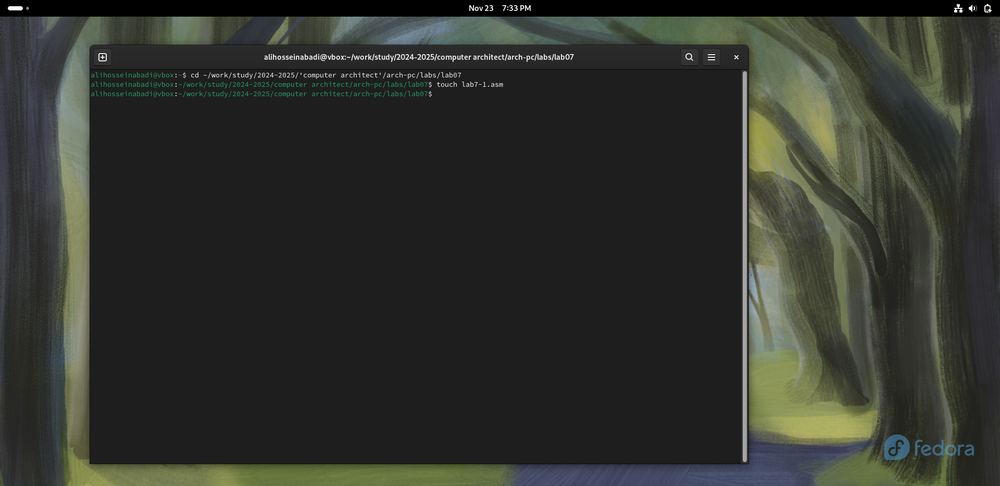 Nov 23 7:33 PM
alihosseinabadi@vbox:~/work/study/2024-2025/computer architect/arch-pc/labs/lab07
alihosseinabadi@vbox:~$ cd ~/work/study/2024-2025/'computer architect'/arch-pc/labs/lab07
alihosseinabadi@vbox:~/work/study/2024-2025/computer architect/arch-pc/labs/lab07$ touch lab7-1.asm
alihosseinabadi@vbox:~/work/study/2024-2025/computer architect/arch-pc/labs/lab07$
fedora